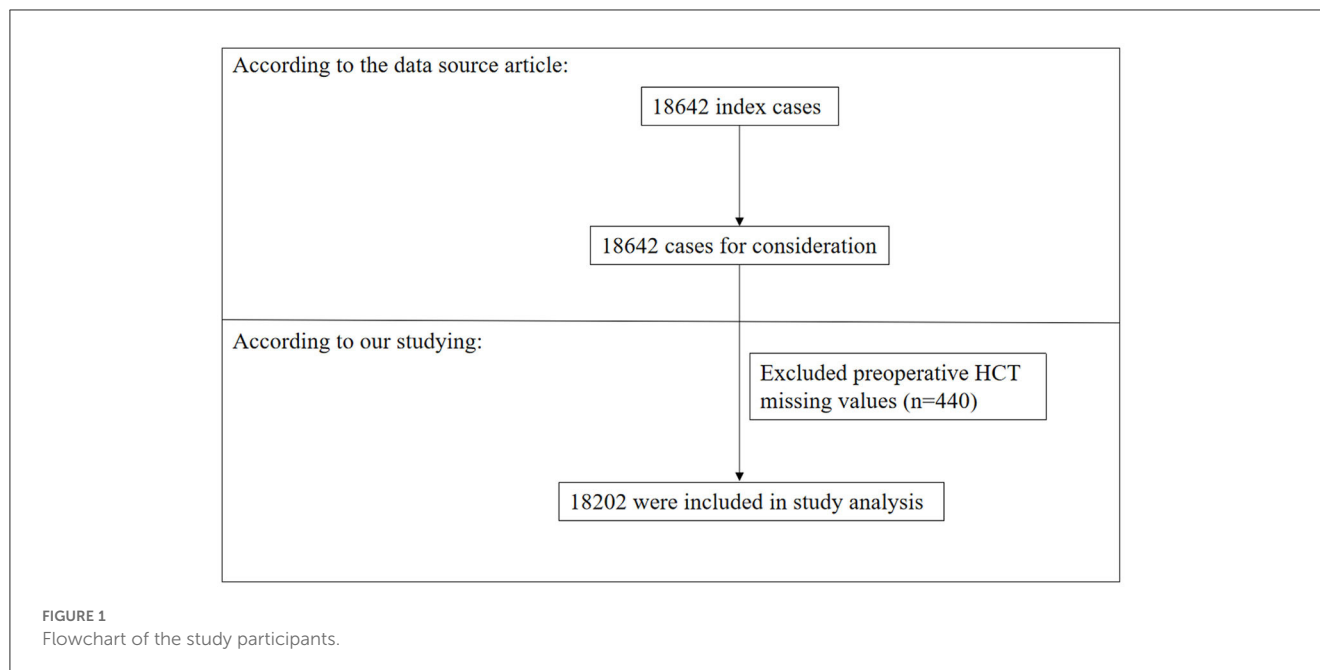 According to the data source article:
18642 index cases
18642 cases for consideration
According to our studying:
Excluded preoperative HCT
missing values (n=440)
18202 were included in study analysis
FIGURE 1
Flowchart of the study participants.